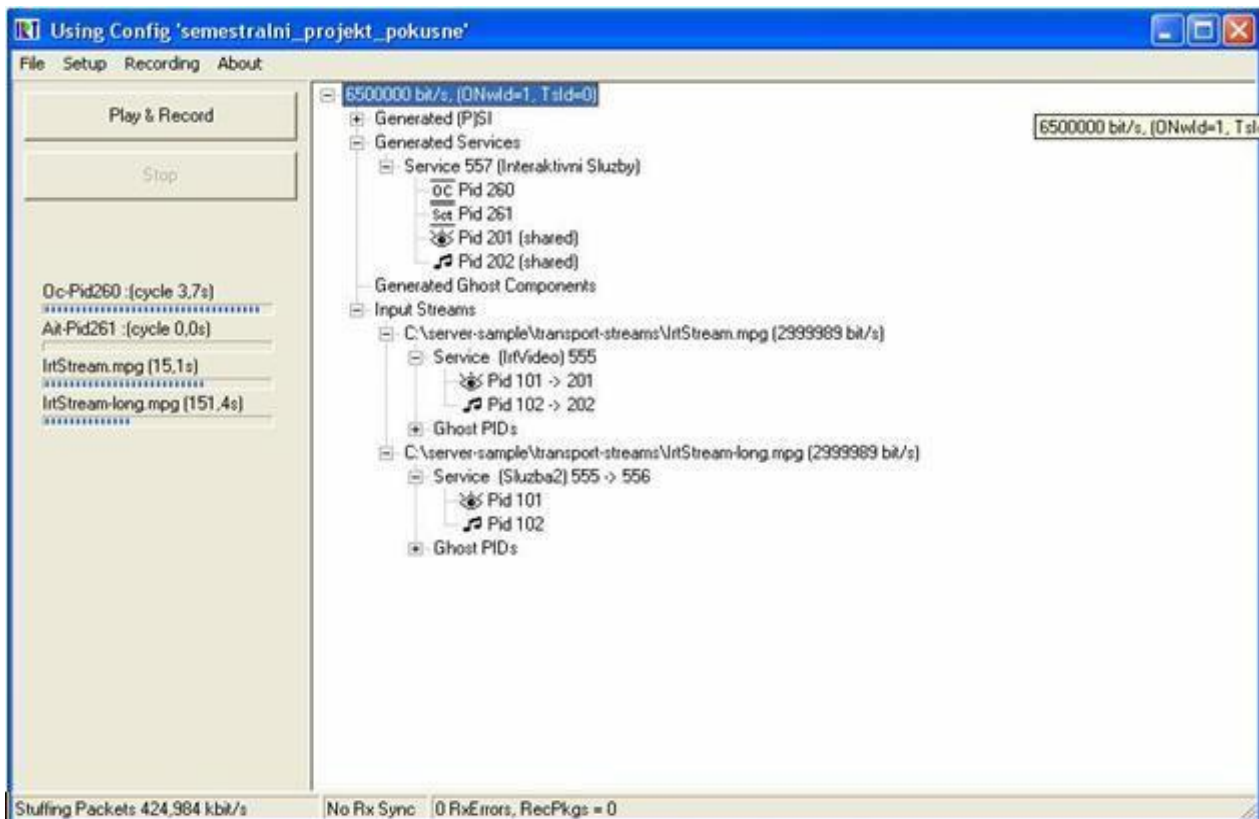 IRT Using Config 'semestralni_projekt_pokusne'
File Setup Recording About
Play & Record
Stop
Oc-Pid260 :(cycle 3,7s)
Ait-Pid261 :(cycle 0,0s)
IrtStream.mpg (15,1s)
IrtStream-long.mpg (151,4s)
6500000 bit/s, (ONwId=1, TsId=0)
Generated (P)SI
Generated Services
Service 557 (Interaktivni Sluzby)
OC Pid 260
Sct Pid 261
Pid 201 (shared)
Pid 202 (shared)
Generated Ghost Components
Input Streams
C:\server-sample\transport-streams\IrtStream.mpg (2999989 bit/s)
Service (IrtVideo) 555
Pid 101 -> 201
Pid 102 -> 202
Ghost PIDs
C:\server-sample\transport-streams\IrtStream-long.mpg (2999989 bit/s)
Service (Sluzba2) 555 -> 556
Pid 101
Pid 102
Ghost PIDs
6500000 bit/s, (ONwId=1, TsI
Stuffing Packets 424,984 kbit/s
No Rx Sync
0 RxErrors, RecPkgs = 0